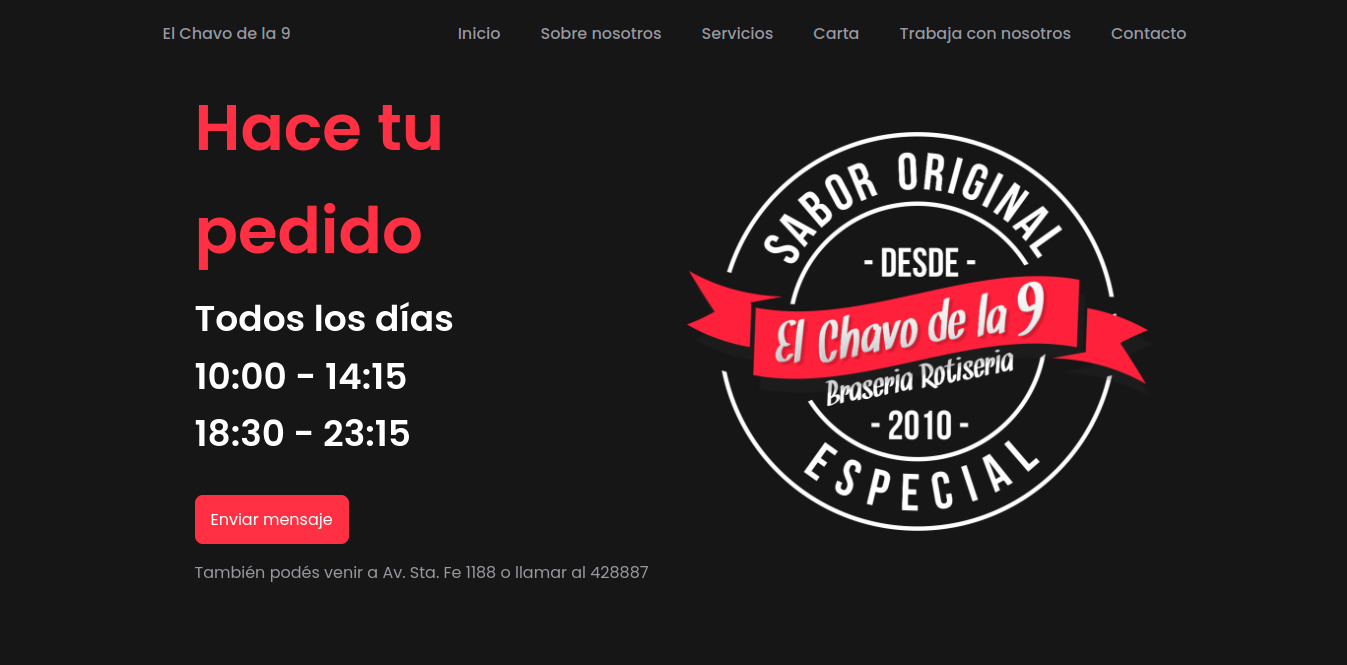 El Chavo de la 9
Inicio
Sobre nosotros
Servicios
Carta
Trabaja con nosotros
Contacto
Hace tu
pedido
Todos los días
10:00 - 14:15
18:30 - 23:15
Enviar mensaje
También podés venir a Av. Sta. Fe 1188 o llamar al 428887
SABOR ORIGINAL
- DESDE -
El Chavo de la 9
Braseria Rotiseria
- 2010 -
ESPECIAL